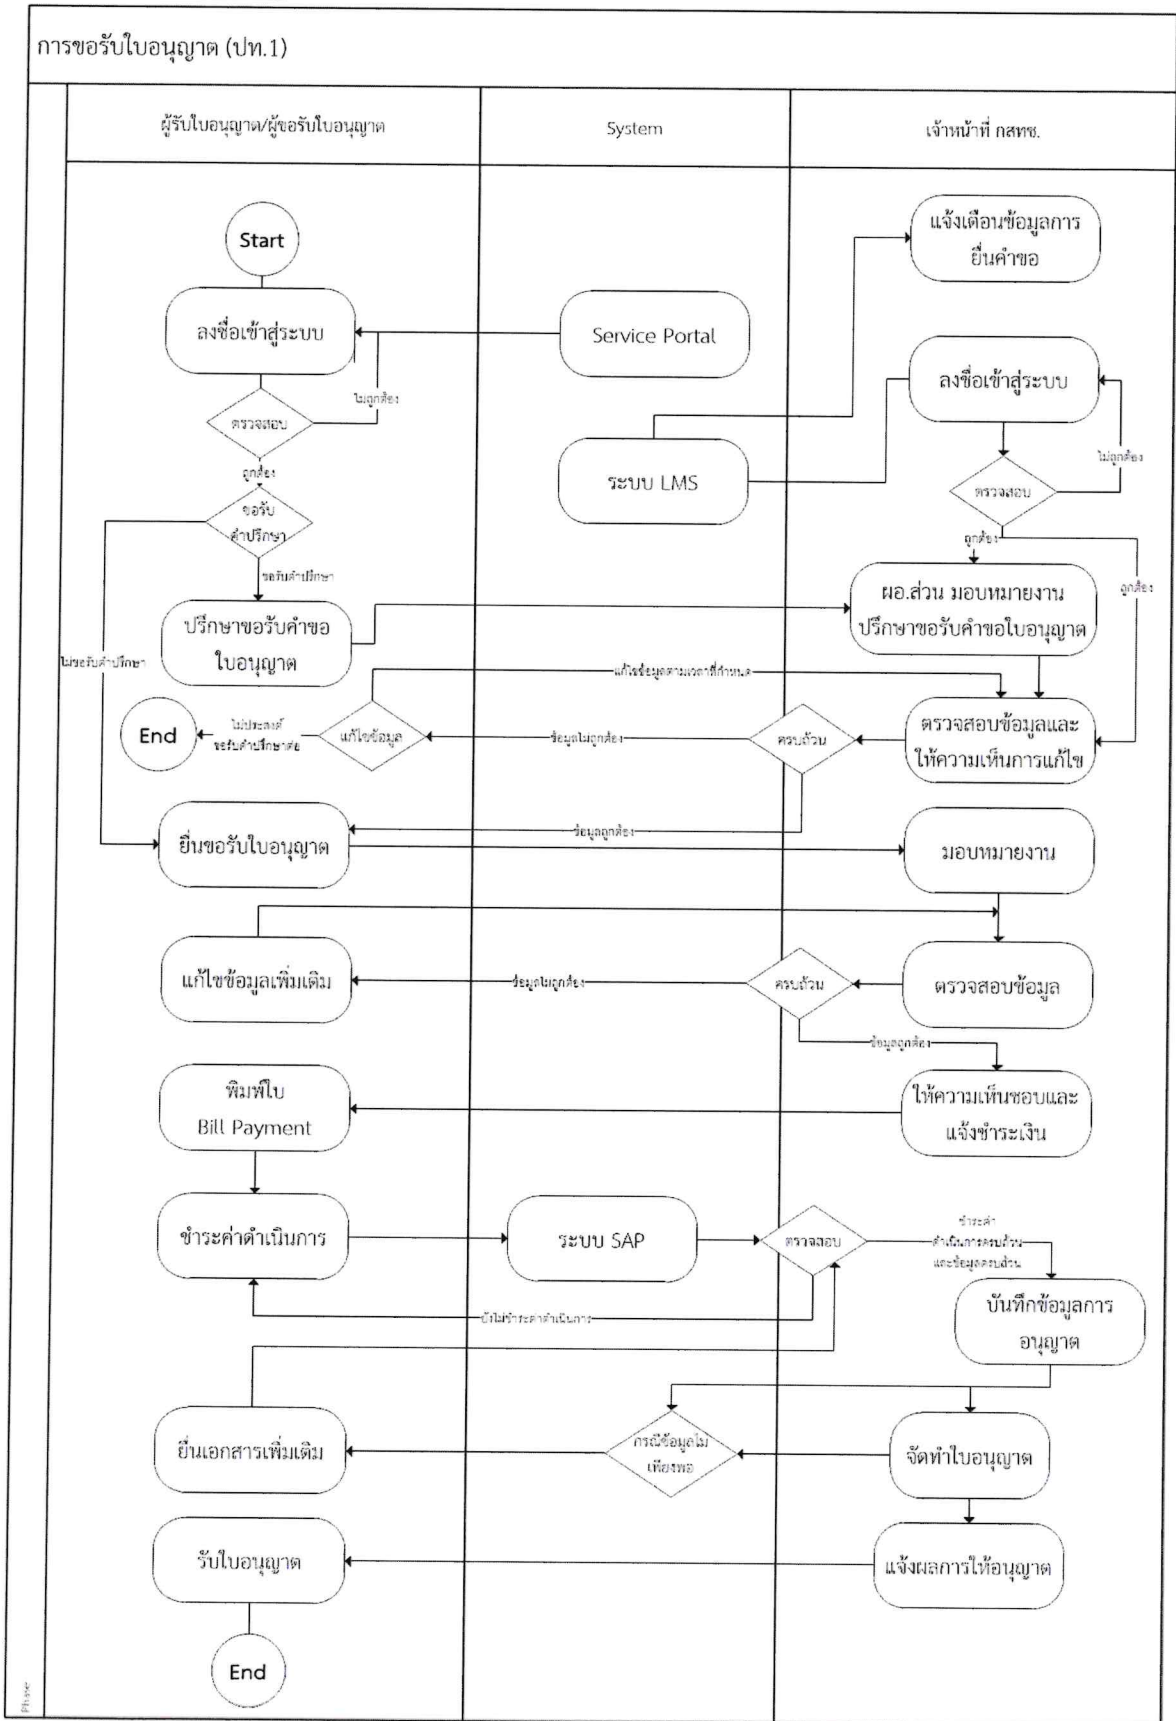 การขอรับใบอนุญาต (ปท.1)
ผู้รับใบอนุญาต/ผู้ขอรับใบอนุญาต
System
เจ้าหน้าที่ กสทช.
Start
แจ้งเตือนข้อมูลการ
ยื่นคำขอ
ลงชื่อเข้าสู่ระบบ
Service Portal
ลงชื่อเข้าสู่ระบบ
ไม่ถูกต้อง
ตรวจสอบ
ไม่ถูกต้อง
ถูกต้อง
ระบบ LMS
ตรวจสอบ
ขอรับ
คำปรึกษา
ถูกต้อง
ขอรับคำปรึกษา
ถูกต้อง
ผอ.ส่วน มอบหมายงาน
ปรึกษาขอรับคำขอใบอนุญาต
ปรึกษาขอรับคำขอ
ใบอนุญาต
ไม่ขอรับคำปรึกษา
แก้ไขข้อมูลตามเวลาที่กำหนด
End
ไม่ประสงค์
ขอรับคำปรึกษาต่อ
แก้ไขข้อมูล
ข้อมูลไม่ถูกต้อง
ครบถ้วน
ตรวจสอบข้อมูลและ
ให้ความเห็นการแก้ไข
ข้อมูลถูกต้อง
ยื่นขอรับใบอนุญาต
มอบหมายงาน
แก้ไขข้อมูลเพิ่มเติม
ข้อมูลไม่ถูกต้อง
ครบถ้วน
ตรวจสอบข้อมูล
ข้อมูลถูกต้อง
พิมพ์ใบ
Bill Payment
ให้ความเห็นชอบและ
แจ้งชำระเงิน
ชำระค่าดำเนินการ
ระบบ SAP
ตรวจสอบ
ชำระค่า
ดำเนินการครบถ้วน
และข้อมูลครบถ้วน
ยังไม่ชำระค่าดำเนินการ
บันทึกข้อมูลการ
อนุญาต
ยื่นเอกสารเพิ่มเติม
กรณีข้อมูลไม่
เพียงพอ
จัดทำใบอนุญาต
รับใบอนุญาต
แจ้งผลการให้อนุญาต
End
Phase